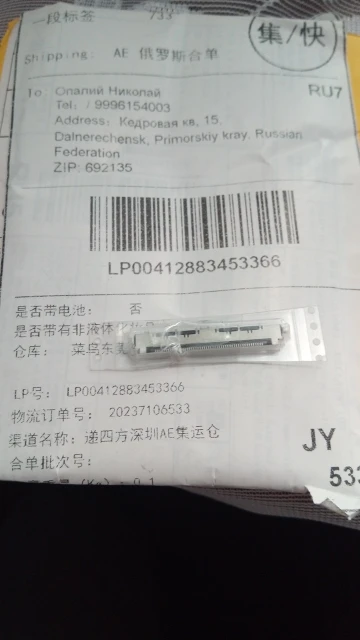 一段标签 733
集/快
Shipping: AE 俄罗斯合单
To: Опалий Николай
RU7
Tel: / 9996154003
Address: Кедровая кв, 15,
Dalnerechensk, Primorskiy kray, Russian
Federation
ZIP: 692135
LP00412883453366
是否带电池: 否
是否带有非液体
仓库: 菜鸟东
LP号: LP00412883453366
物流订单号: 20237106533
渠道名称: 递四方深圳AE集运仓
JY
合单批次号:
533